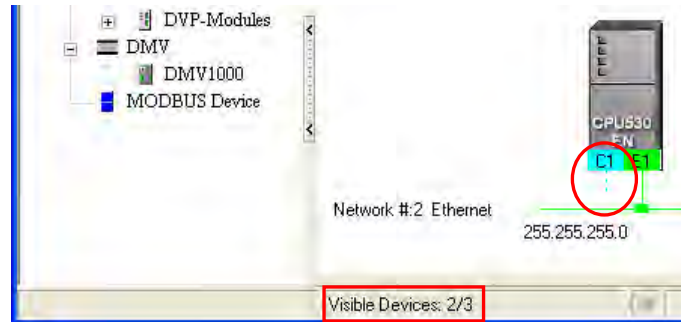 DVP-Modules
DMV
DMV1000
MODBUS Device
CPU530
EN
C1 E1
Network #:2 Ethernet
255.255.255.0
Visible Devices: 2/3